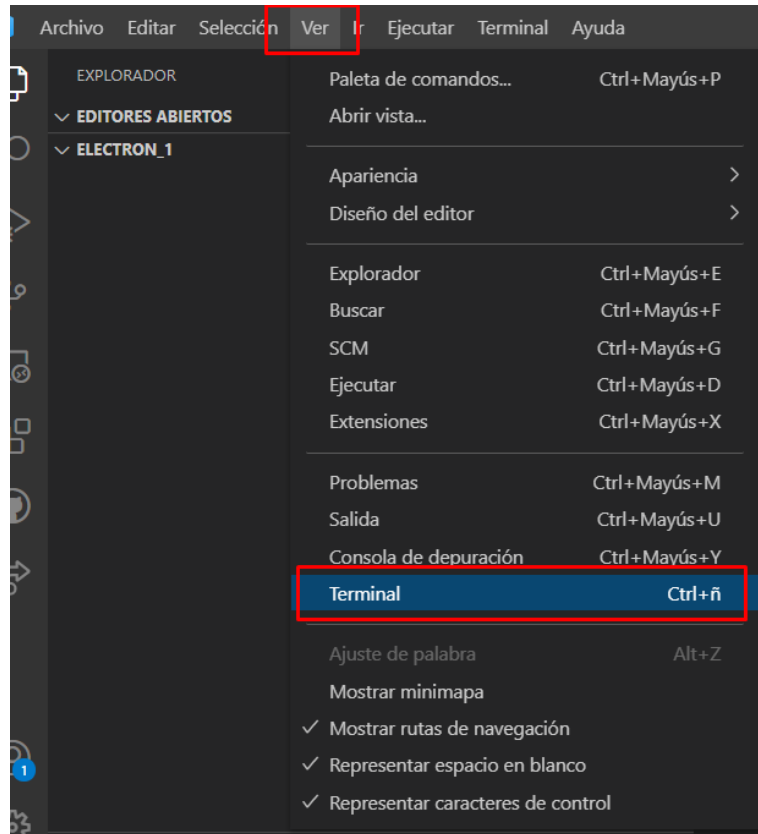 Archivo Editar Selección Ver Ir Ejecutar Terminal Ayuda
EXPLORADOR
EDITORES ABIERTOS
ELECTRON_1
Paleta de comandos... Ctrl+Mayús+P
Abrir vista...
Apariencia
Diseño del editor
Explorador Ctrl+Mayús+E
Buscar Ctrl+Mayús+F
SCM Ctrl+Mayús+G
Ejecutar Ctrl+Mayús+D
Extensiones Ctrl+Mayús+X
Problemas Ctrl+Mayús+M
Salida Ctrl+Mayús+U
Consola de depuración Ctrl+Mayús+Y
Terminal Ctrl+ñ
Ajuste de palabra Alt+Z
Mostrar minimapa
Mostrar rutas de navegación
Representar espacio en blanco
1
Representar caracteres de control